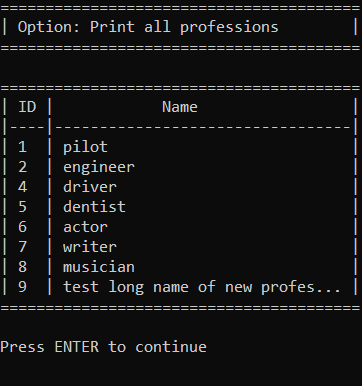 ========================================
| Option: Print all professions        |
========================================
========================================
| ID |            Name                 |
|----|---------------------------------|
| 1  | pilot                           |
| 2  | engineer                        |
| 4  | driver                          |
| 5  | dentist                         |
| 6  | actor                           |
| 7  | writer                          |
| 8  | musician                        |
| 9  | test long name of new profes... |
========================================
Press ENTER to continue